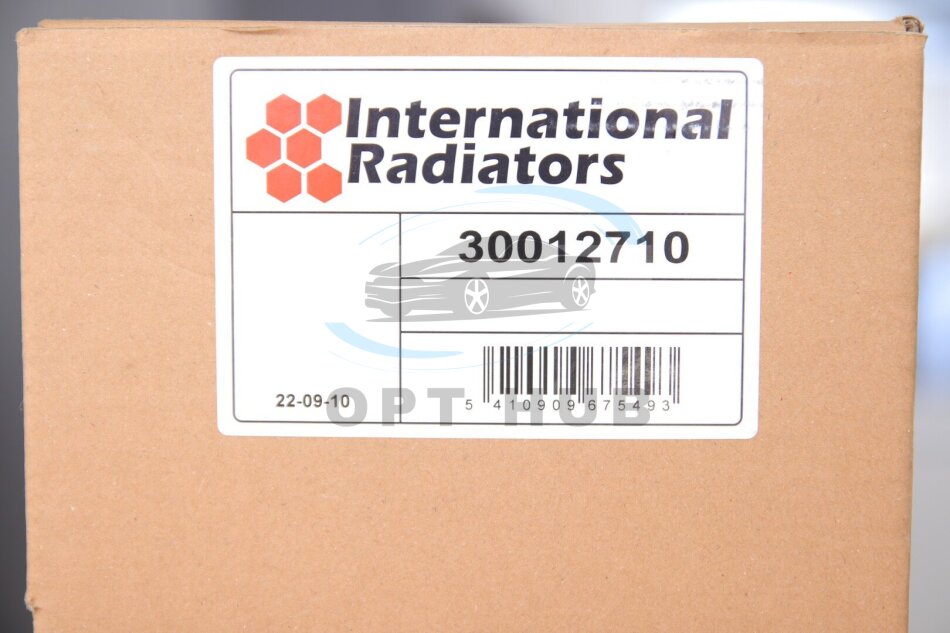 International
Radiators
30012710
22-09-10
5 410909 675493
OPT HUB